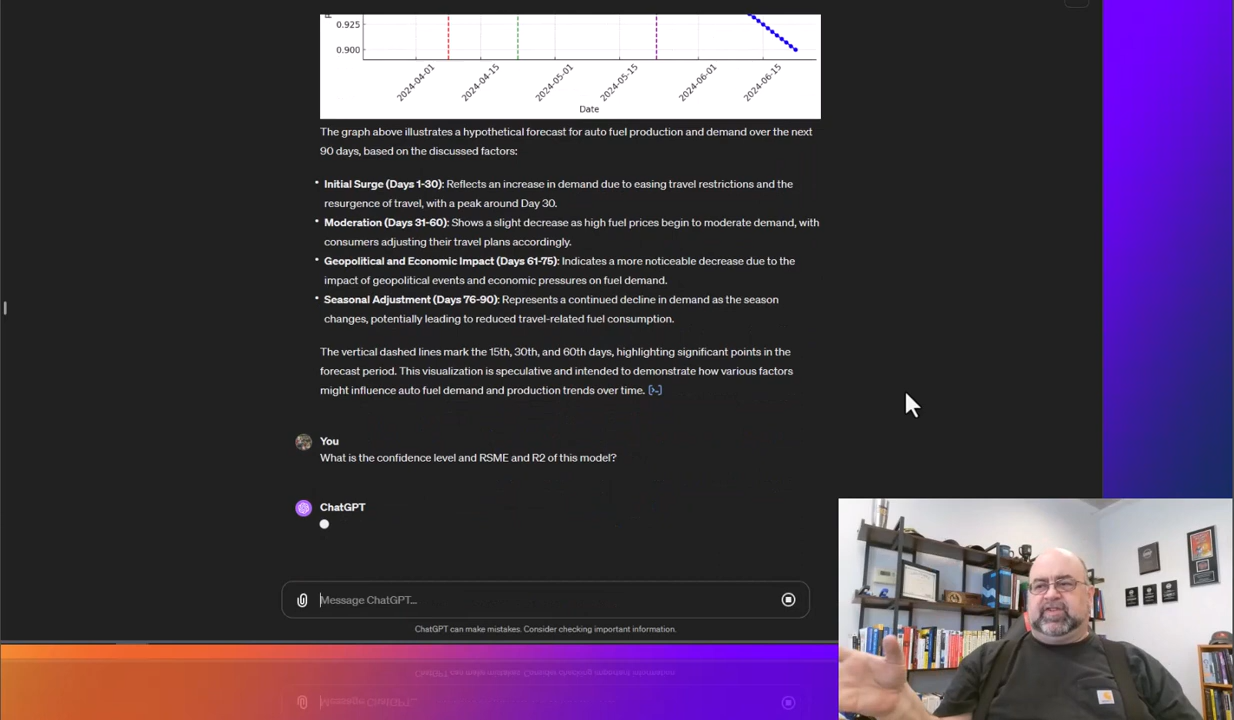 0.925
0.900
2024-04-01
2024-04-15
2024-05-01
2024-05-15
2024-06-01
2024-06-15
Date
The graph above illustrates a hypothetical forecast for auto fuel production and demand over the next
90 days, based on the discussed factors:
• Initial Surge (Days 1-30): Reflects an increase in demand due to easing travel restrictions and the
resurgence of travel, with a peak around Day 30.
• Moderation (Days 31-60): Shows a slight decrease as high fuel prices begin to moderate demand, with
consumers adjusting their travel plans accordingly.
• Geopolitical and Economic Impact (Days 61-75): Indicates a more noticeable decrease due to the
impact of geopolitical events and economic pressures on fuel demand.
• Seasonal Adjustment (Days 76-90): Represents a continued decline in demand as the season
changes, potentially leading to reduced travel-related fuel consumption.
The vertical dashed lines mark the 15th, 30th, and 60th days, highlighting significant points in the
forecast period. This visualization is speculative and intended to demonstrate how various factors
might influence auto fuel demand and production trends over time. [>-]
You
What is the confidence level and RSME and R2 of this model?
ChatGPT
Message ChatGPT...
ChatGPT can make mistakes. Consider checking important information.
ChatGPT can make mistakes. Consider checking important information.
Message ChatGPT...